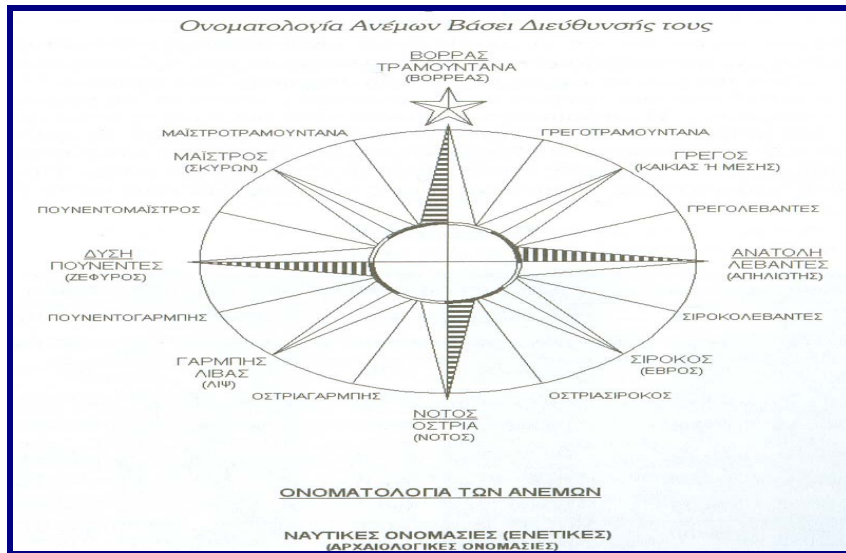 Ονοματολογία Ανέμων Βάσει Διεύθυνσής τους
ΒΟΡΡΑΣ
ΤΡΑΜΟΥΝΤΑΝΑ
(ΒΟΡΡΕΑΣ)
ΜΑΪΣΤΡΟΤΡΑΜΟΥΝΤΑΝΑ
ΓΡΕΓΟΤΡΑΜΟΥΝΤΑΝΑ
ΜΑΪΣΤΡΟΣ
(ΣΚΥΡΩΝ)
ΓΡΕΓΟΣ
(ΚΑΙΚΙΑΣ Ή ΜΕΣΗΣ)
ΠΟΥΝΕΝΤΟΜΑΪΣΤΡΟΣ
ΓΡΕΓΟΛΕΒΑΝΤΕΣ
ΔΥΣΗ
ΠΟΥΝΕΝΤΕΣ
(ΖΕΦΥΡΟΣ)
ΑΝΑΤΟΛΗ
ΛΕΒΑΝΤΕΣ
(ΑΠΗΛΙΩΤΗΣ)
ΠΟΥΝΕΝΤΟΓΑΡΜΠΗΣ
ΣΙΡΟΚΟΛΕΒΑΝΤΕΣ
ΓΑΡΜΠΗΣ
ΛΙΒΑΣ
(ΛΙΨ)
ΣΙΡΟΚΟΣ
(ΕΒΡΟΣ)
ΟΣΤΡΙΑΓΑΡΜΠΗΣ
ΟΣΤΡΙΑΣΙΡΟΚΟΣ
ΝΟΤΟΣ
ΟΣΤΡΙΑ
(ΝΟΤΟΣ)
ΟΝΟΜΑΤΟΛΟΓΙΑ ΤΩΝ ΑΝΕΜΩΝ
ΝΑΥΤΙΚΕΣ ΟΝΟΜΑΣΙΕΣ (ΕΝΕΤΙΚΕΣ)
(ΑΡΧΑΙΟΛΟΓΙΚΕΣ ΟΝΟΜΑΣΙΕΣ)